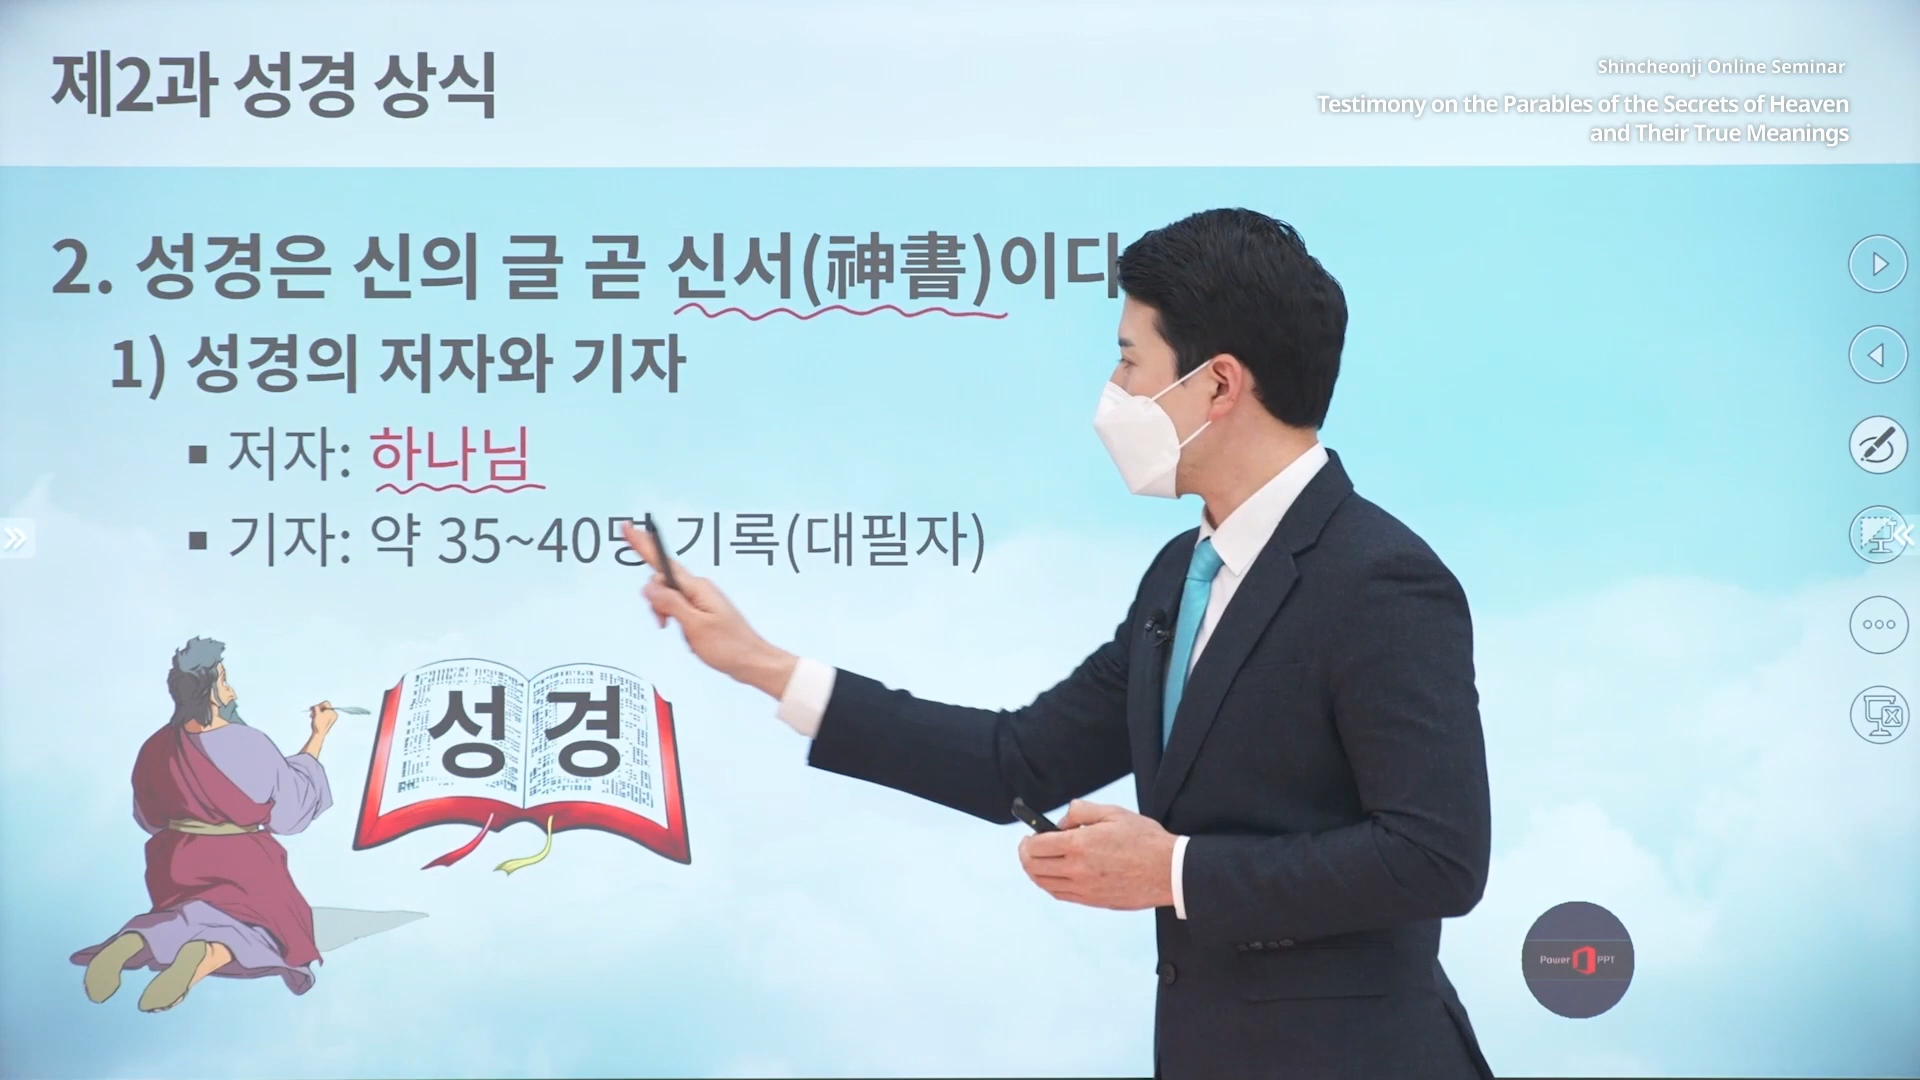 제2과 성경 상식
Shincheonji Online Seminar
Testimony on the Parables of the Secrets of Heaven
and Their True Meanings
2. 성경은 신의 글 곧 신서(神書)이다
1) 성경의 저자와 기자
▪ 저자: 하나님
▪ 기자: 약 35~40명 기록(대필자)
성경
Power PPT